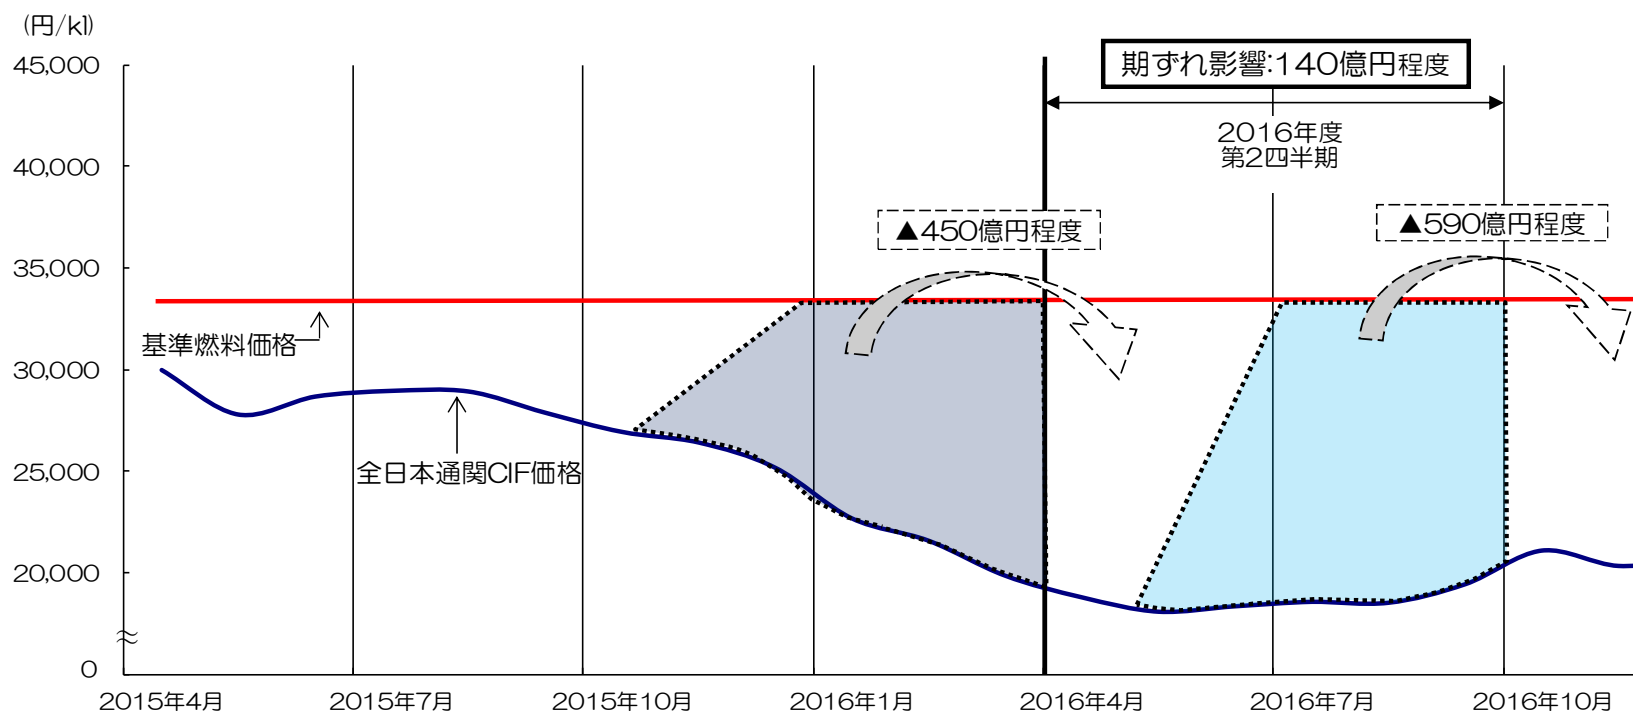 (円/kl)
45,000
期ずれ影響:140億円程度
2016年度
第2四半期
40,000
▲450億円程度
▲590億円程度
35,000
基準燃料価格
30,000
全日本通関CIF価格
25,000
20,000
0
2015年4月 2015年7月 2015年10月 2016年1月 2016年4月 2016年7月 2016年10月